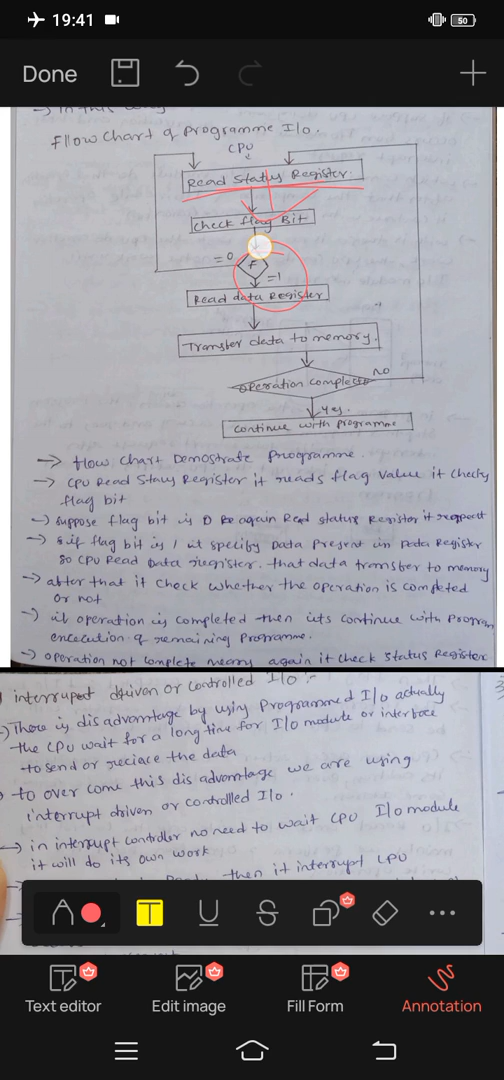 19:41
50
Done
flow chart of Programme I/o.
CPU
Read Status Register.
Check flag Bit
=0
F
=1
Read data Register
Transfer data to memory.
operation complete
no
Yes.
Continue with programme
→ flow chart Demostrate Programme.
→ CPU Read Staus Register it reads flag value it checks
flag bit
→ suppose flag bit is 0 again Read status Register it
→ if flag bit is 1 it specify Data Present in Data Register
so CPU Read Data register. that data transfer to memory
→ after that it check whether the operation is completed
or not
→ if operation is completed then its continue with Program
of remaining Programme.
→ operation not complete again it check Status Register
interrupt driven or controlled I/o :-
There is disadvantage by using Programmed I/o actually
the CPU wait for a long time for I/o module or interface
to send or the data
to over come this dis advantage we are using
interrupt driven or controlled I/o.
→ in interrupt no need to wait CPU I/o module
it will do its own work
then it interrupt CPU
T
U
S
Text editor
Edit image
Fill Form
Annotation